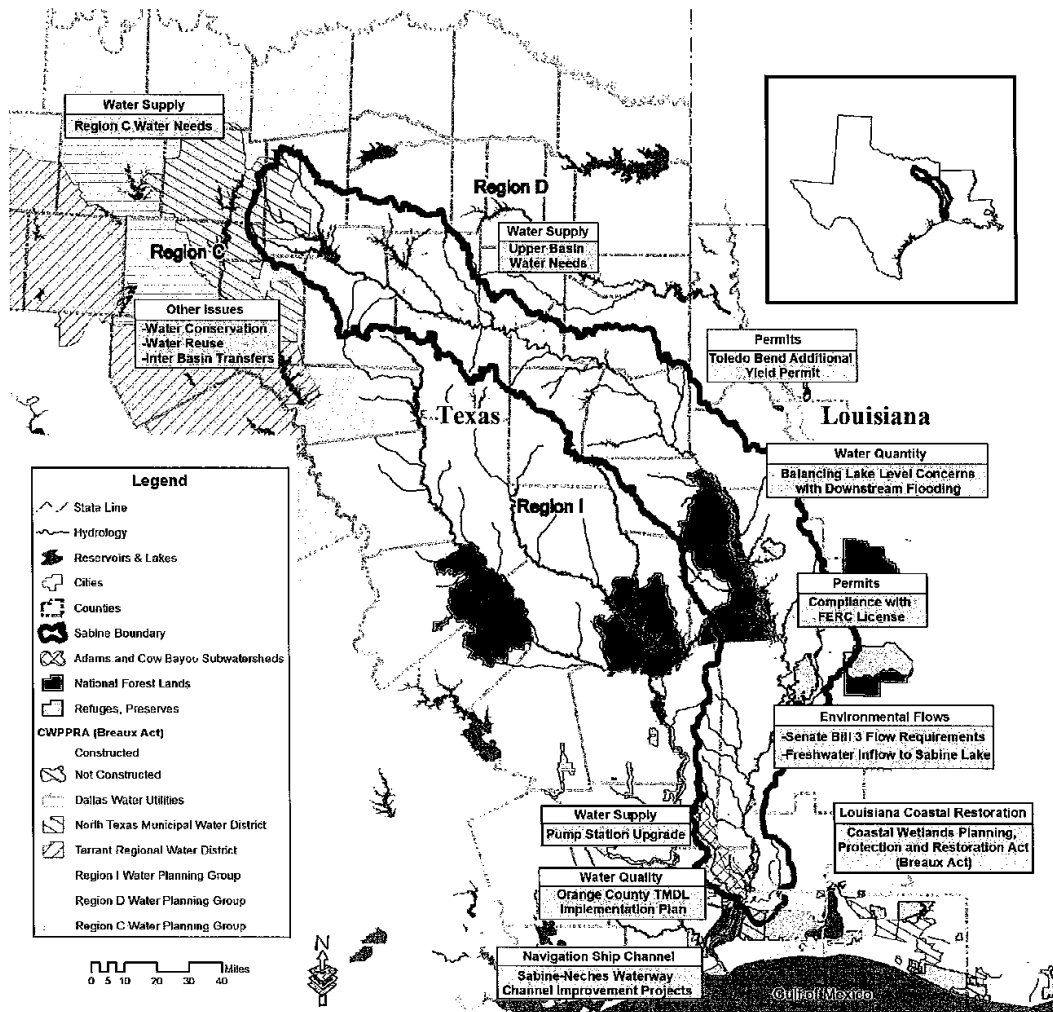 Water Supply
Region C Water Needs
Region D
Water Supply
Upper Basin
Water Needs
Region C
Other Issues
-Water Conservation
-Water Reuse
-Inter Basin Transfers
Permits
Toledo Bend Additional
Yield Permit
Texas
Louisiana
Water Quantity
Balancing Lake Level Concerns
with Downstream Flooding
Region I
Permits
Compliance with
FERC License
Environmental Flows
-Senate Bill 3 Flow Requirements
-Freshwater Inflow to Sabine Lake
Water Supply
Pump Station Upgrade
Louisiana Coastal Restoration
Coastal Wetlands Planning,
Protection and Restoration Act
(Breaux Act)
Water Quality
Orange County TMDL
Implementation Plan
Navigation Ship Channel
Sabine-Neches Waterway
Channel Improvement Projects
Gulf of Mexico
Legend
State Line
Hydrology
Reservoirs & Lakes
Cities
Counties
Sabine Boundary
Adams and Cow Bayou Subwatersheds
National Forest Lands
Refuges, Preserves
CWPPRA (Breaux Act)
Constructed
Not Constructed
Dallas Water Utilities
North Texas Municipal Water District
Tarrant Regional Water District
Region I Water Planning Group
Region D Water Planning Group
Region C Water Planning Group
0 5 10 20 30 40 Miles
N